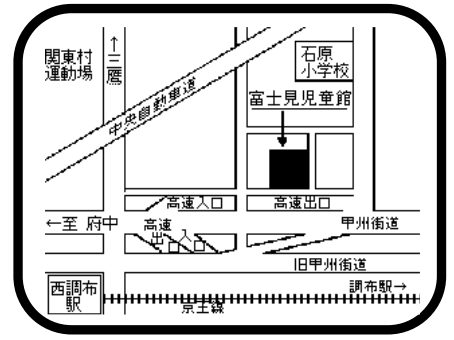 関東村
運動場
↑三鷹
石原
小学校
中央自動車道
富士見児童館
高速入口
高速出口
←至 府中
高速
出口
入口
甲州街道
旧甲州街道
西調布
駅
調布駅→
京王線